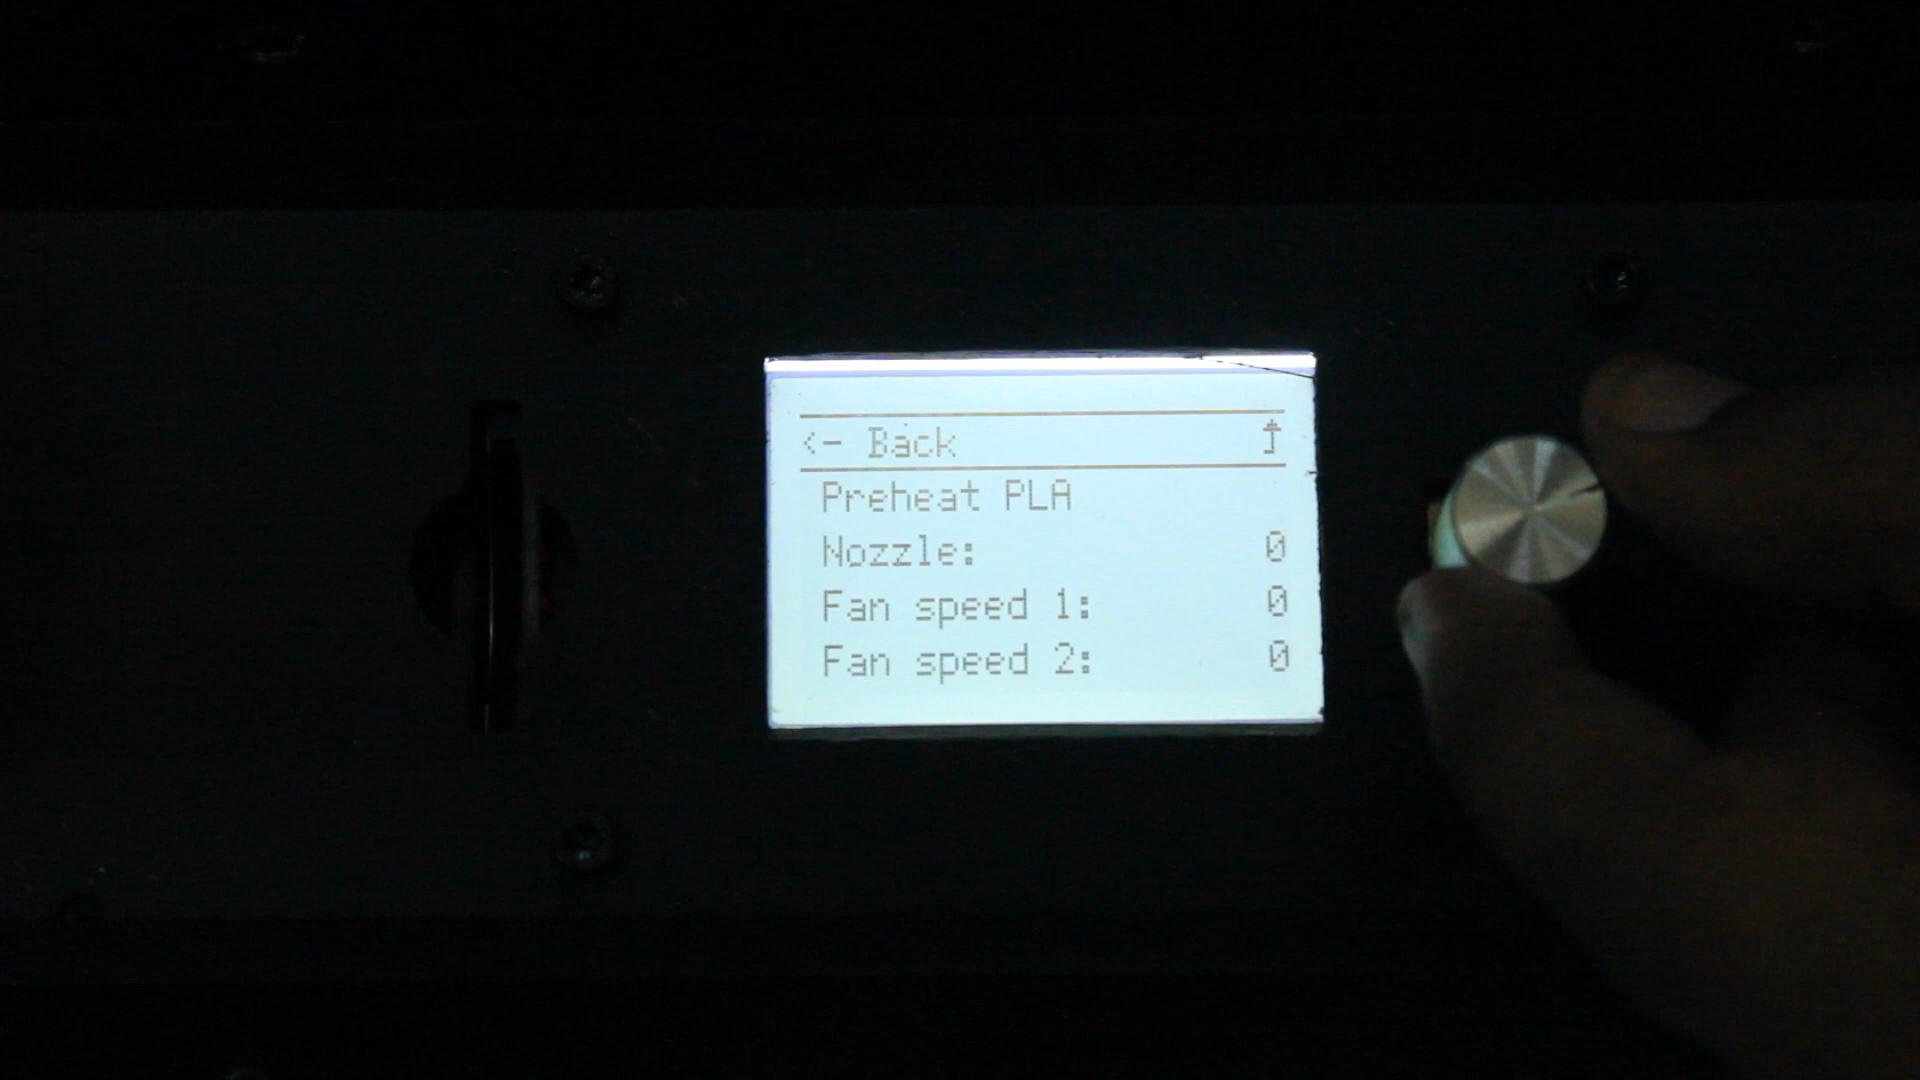 <- Back ↥
Preheat PLA
Nozzle: 0
Fan speed 1: 0
Fan speed 2: 0